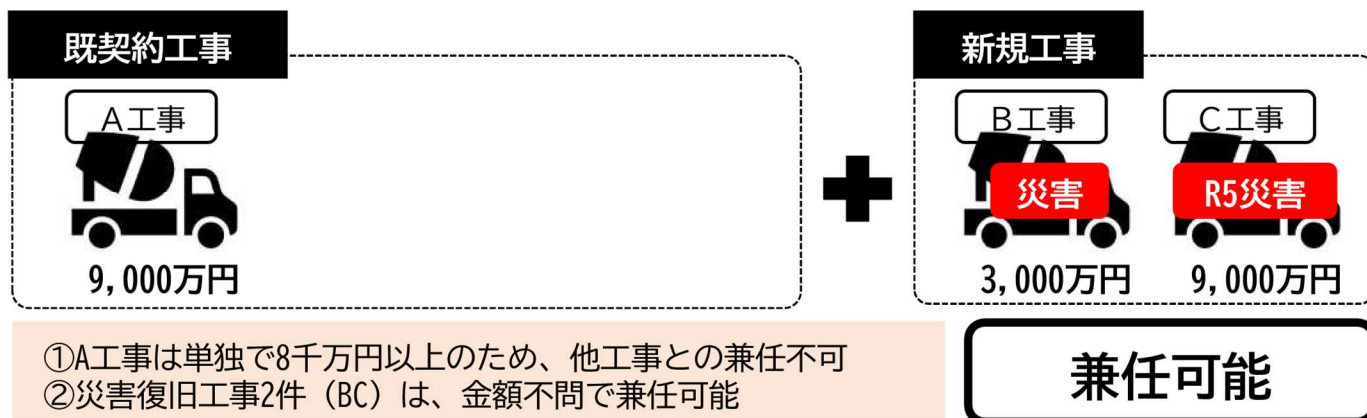 既契約工事
A工事
9,000万円
新規工事
B工事
災害
3,000万円
C工事
R5災害
9,000万円
①A工事は単独で8千万円以上のため、他工事との兼任不可
②災害復旧工事2件（BC）は、金額不問で兼任可能
兼任可能